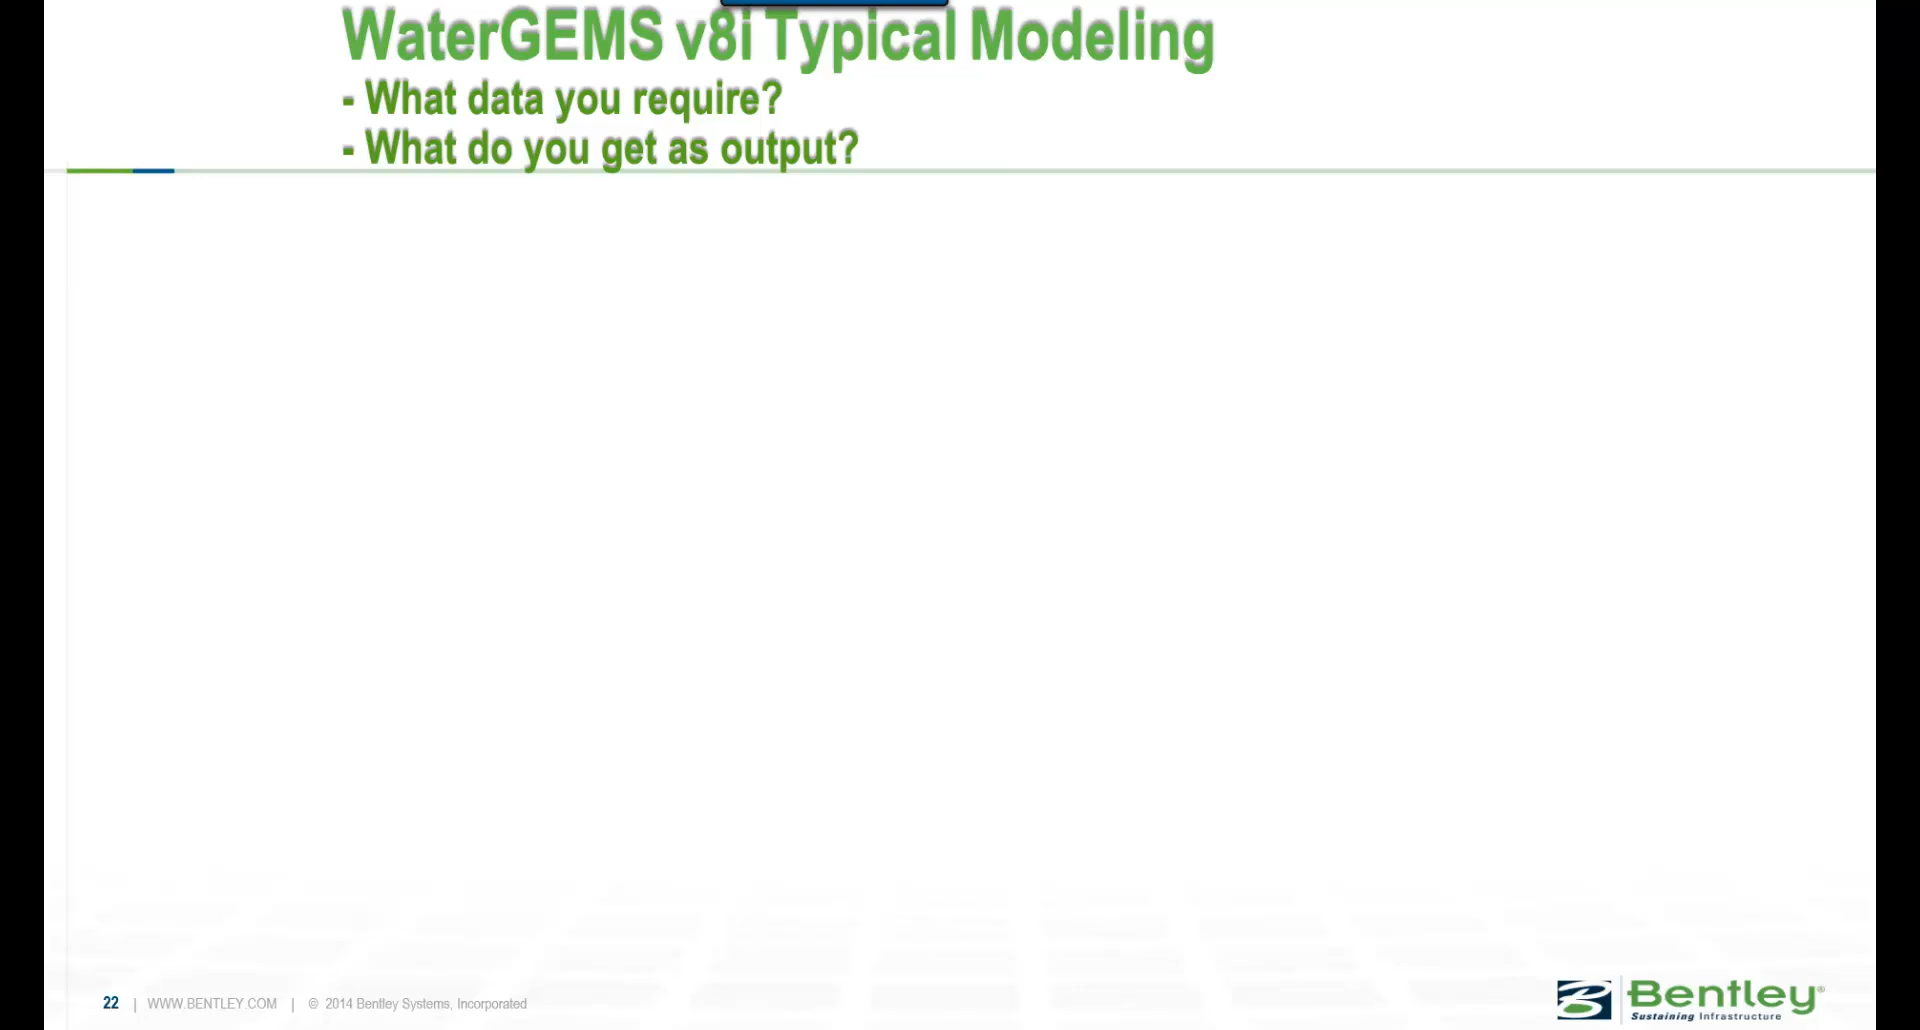 WaterGEMS v8i Typical Modeling
- What data you require?
- What do you get as output?
22 | WWW.BENTLEY.COM | © 2014 Bentley Systems, Incorporated
Bentley®
Sustaining Infrastructure